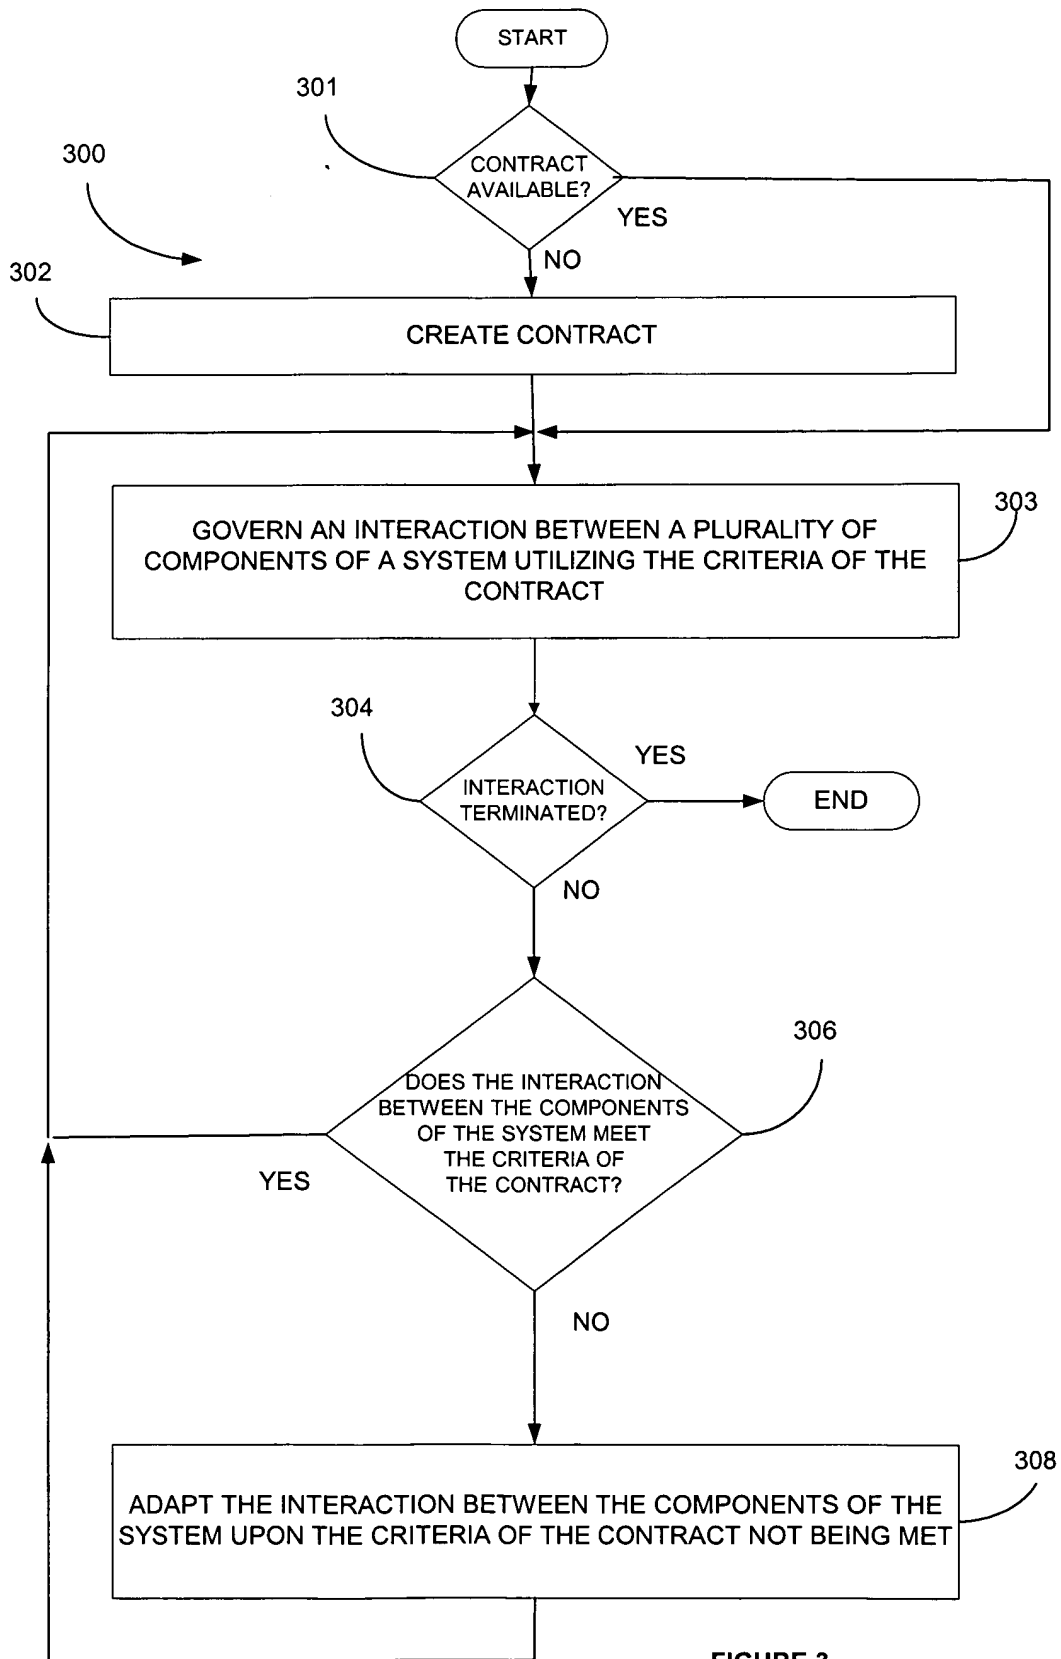 START
301
CONTRACT
AVAILABLE?
300
YES
NO
302
CREATE CONTRACT
303
GOVERN AN INTERACTION BETWEEN A PLURALITY OF
COMPONENTS OF A SYSTEM UTILIZING THE CRITERIA OF THE
CONTRACT
304
YES
INTERACTION
TERMINATED?
END
NO
306
DOES THE INTERACTION
BETWEEN THE COMPONENTS
OF THE SYSTEM MEET
THE CRITERIA OF
THE CONTRACT?
YES
NO
308
ADAPT THE INTERACTION BETWEEN THE COMPONENTS OF THE
SYSTEM UPON THE CRITERIA OF THE CONTRACT NOT BEING MET
FIGURE 3